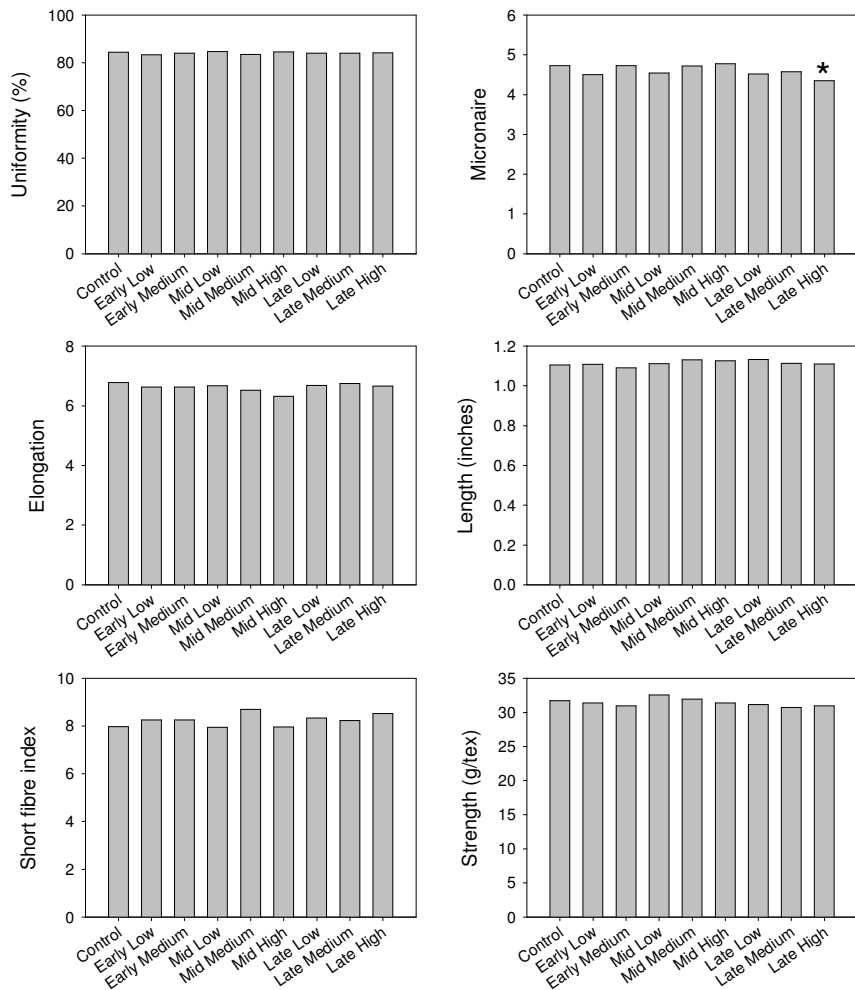 Uniformity (%)
100
80
60
40
20
0
Control
Early Low
Early Medium
Mid Low
Mid Medium
Mid High
Late Low
Late Medium
Late High
Micronaire
6
5
4
3
2
1
0
*
Control
Early Low
Early Medium
Mid Low
Mid Medium
Mid High
Late Low
Late Medium
Late High
Elongation
8
6
4
2
0
Control
Early Low
Early Medium
Mid Low
Mid Medium
Mid High
Late Low
Late Medium
Late High
Length (inches)
1.2
1.0
0.8
0.6
0.4
0.2
0.0
Control
Early Low
Early Medium
Mid Low
Mid Medium
Mid High
Late Low
Late Medium
Late High
Short fibre index
10
8
6
4
2
0
Control
Early Low
Early Medium
Mid Low
Mid Medium
Mid High
Late Low
Late Medium
Late High
Strength (g/tex)
35
30
25
20
15
10
5
0
Control
Early Low
Early Medium
Mid Low
Mid Medium
Mid High
Late Low
Late Medium
Late High